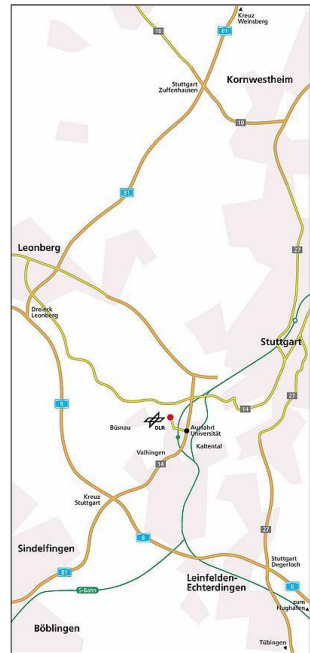 Kreuz
Weinsberg
81
10
Kornwestheim
Stuttgart
Zuffenhausen
10
81
27
Leonberg
Dreieck
Leonberg
Stuttgart
8
27
14
DLR
Büsnau
Ausfahrt
Universität
Kaltental
Vaihingen
14
Kreuz
Stuttgart
27
8
Sindelfingen
Stuttgart
Degerloch
81
S-Bahn
Leinfelden-
Echterdingen
8
zum
Flughafen
Böblingen
Tübingen